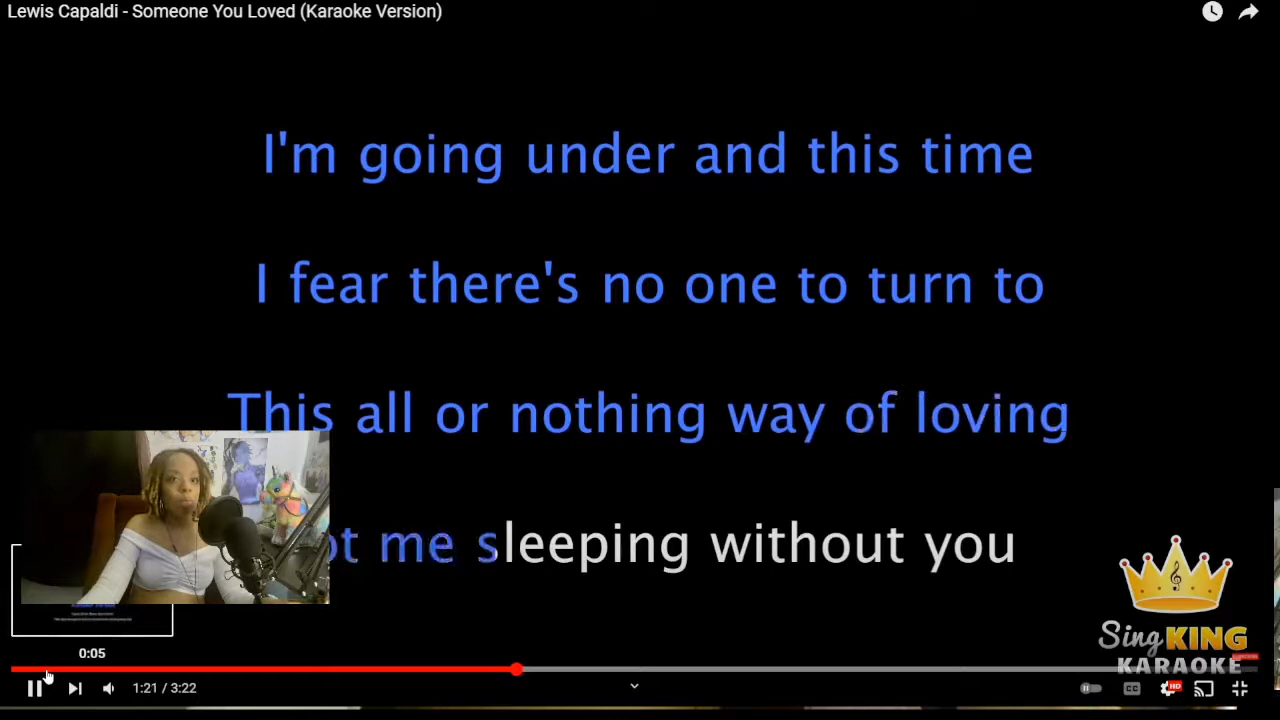 Lewis Capaldi - Someone You Loved (Karaoke Version)
I'm going under and this time
I fear there's no one to turn to
This all or nothing way of loving
me sleeping without you
Sing KING
KARAOKE
0:05
1:21 / 3:22
CC
HD